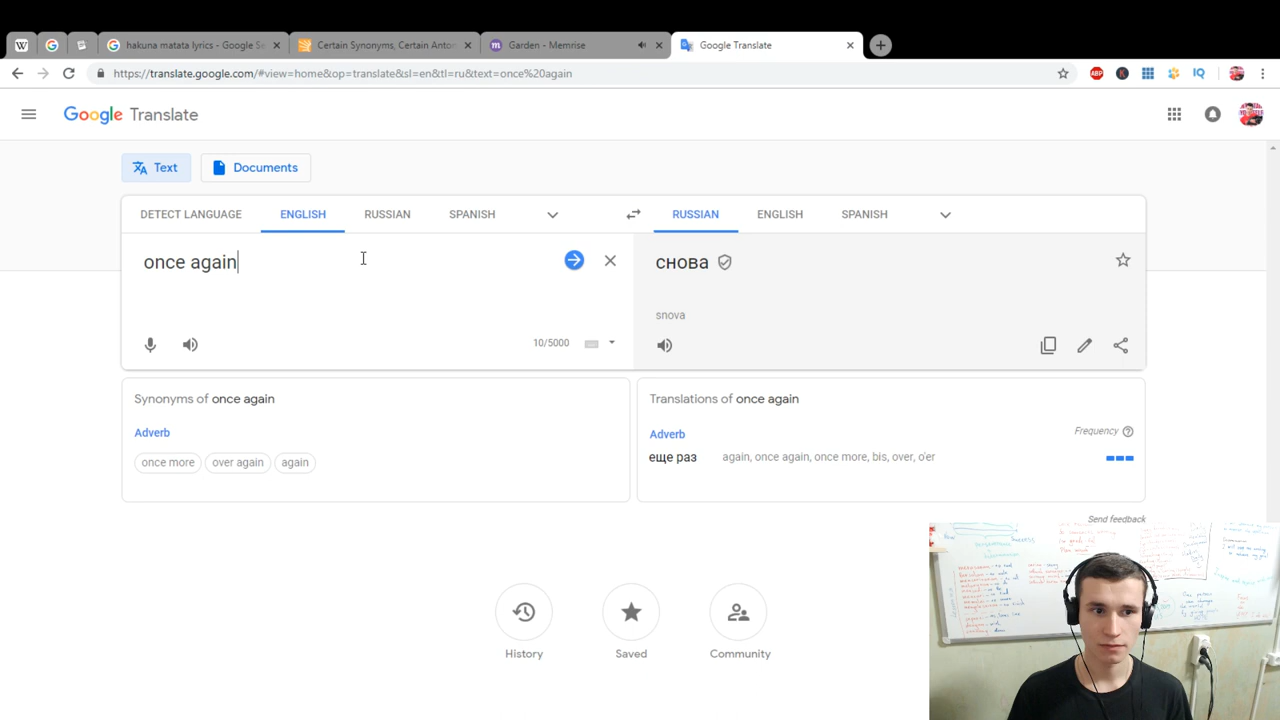 hakuna matata lyrics - Google Se
Certain Synonyms, Certain Anton
Garden - Memrise
Google Translate
https://translate.google.com/#view=home&op=translate&sl=en&tl=ru&text=once%20again
ABP
K
IQ
Google Translate
Text
Documents
DETECT LANGUAGE
ENGLISH
RUSSIAN
SPANISH
RUSSIAN
ENGLISH
SPANISH
once again
снова
snova
10/5000
Synonyms of once again
Adverb
once more
over again
again
Translations of once again
Adverb
Frequency
еще раз
again, once again, once more, bis, over, o'er
Send feedback
History
Saved
Community